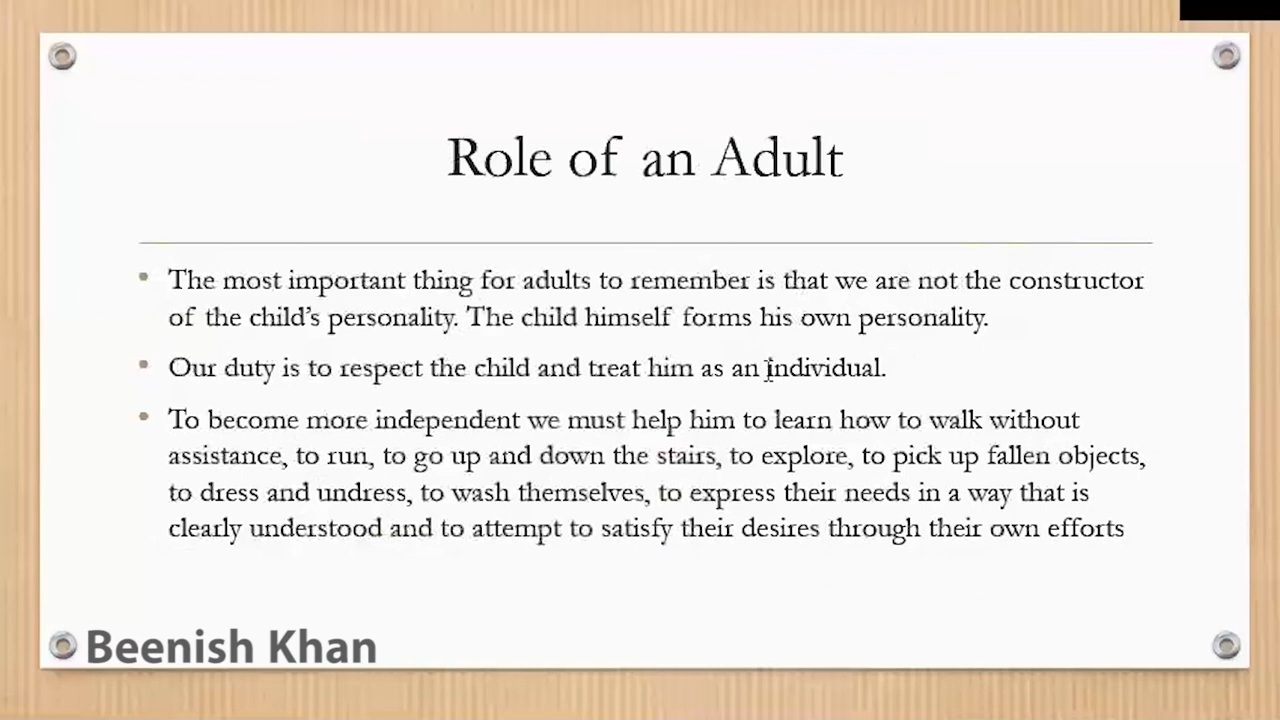 Role of an Adult
• The most important thing for adults to remember is that we are not the constructor
of the child’s personality. The child himself forms his own personality.
• Our duty is to respect the child and treat him as an individual.
• To become more independent we must help him to learn how to walk without
assistance, to run, to go up and down the stairs, to explore, to pick up fallen objects,
to dress and undress, to wash themselves, to express their needs in a way that is
clearly understood and to attempt to satisfy their desires through their own efforts
Beenish Khan